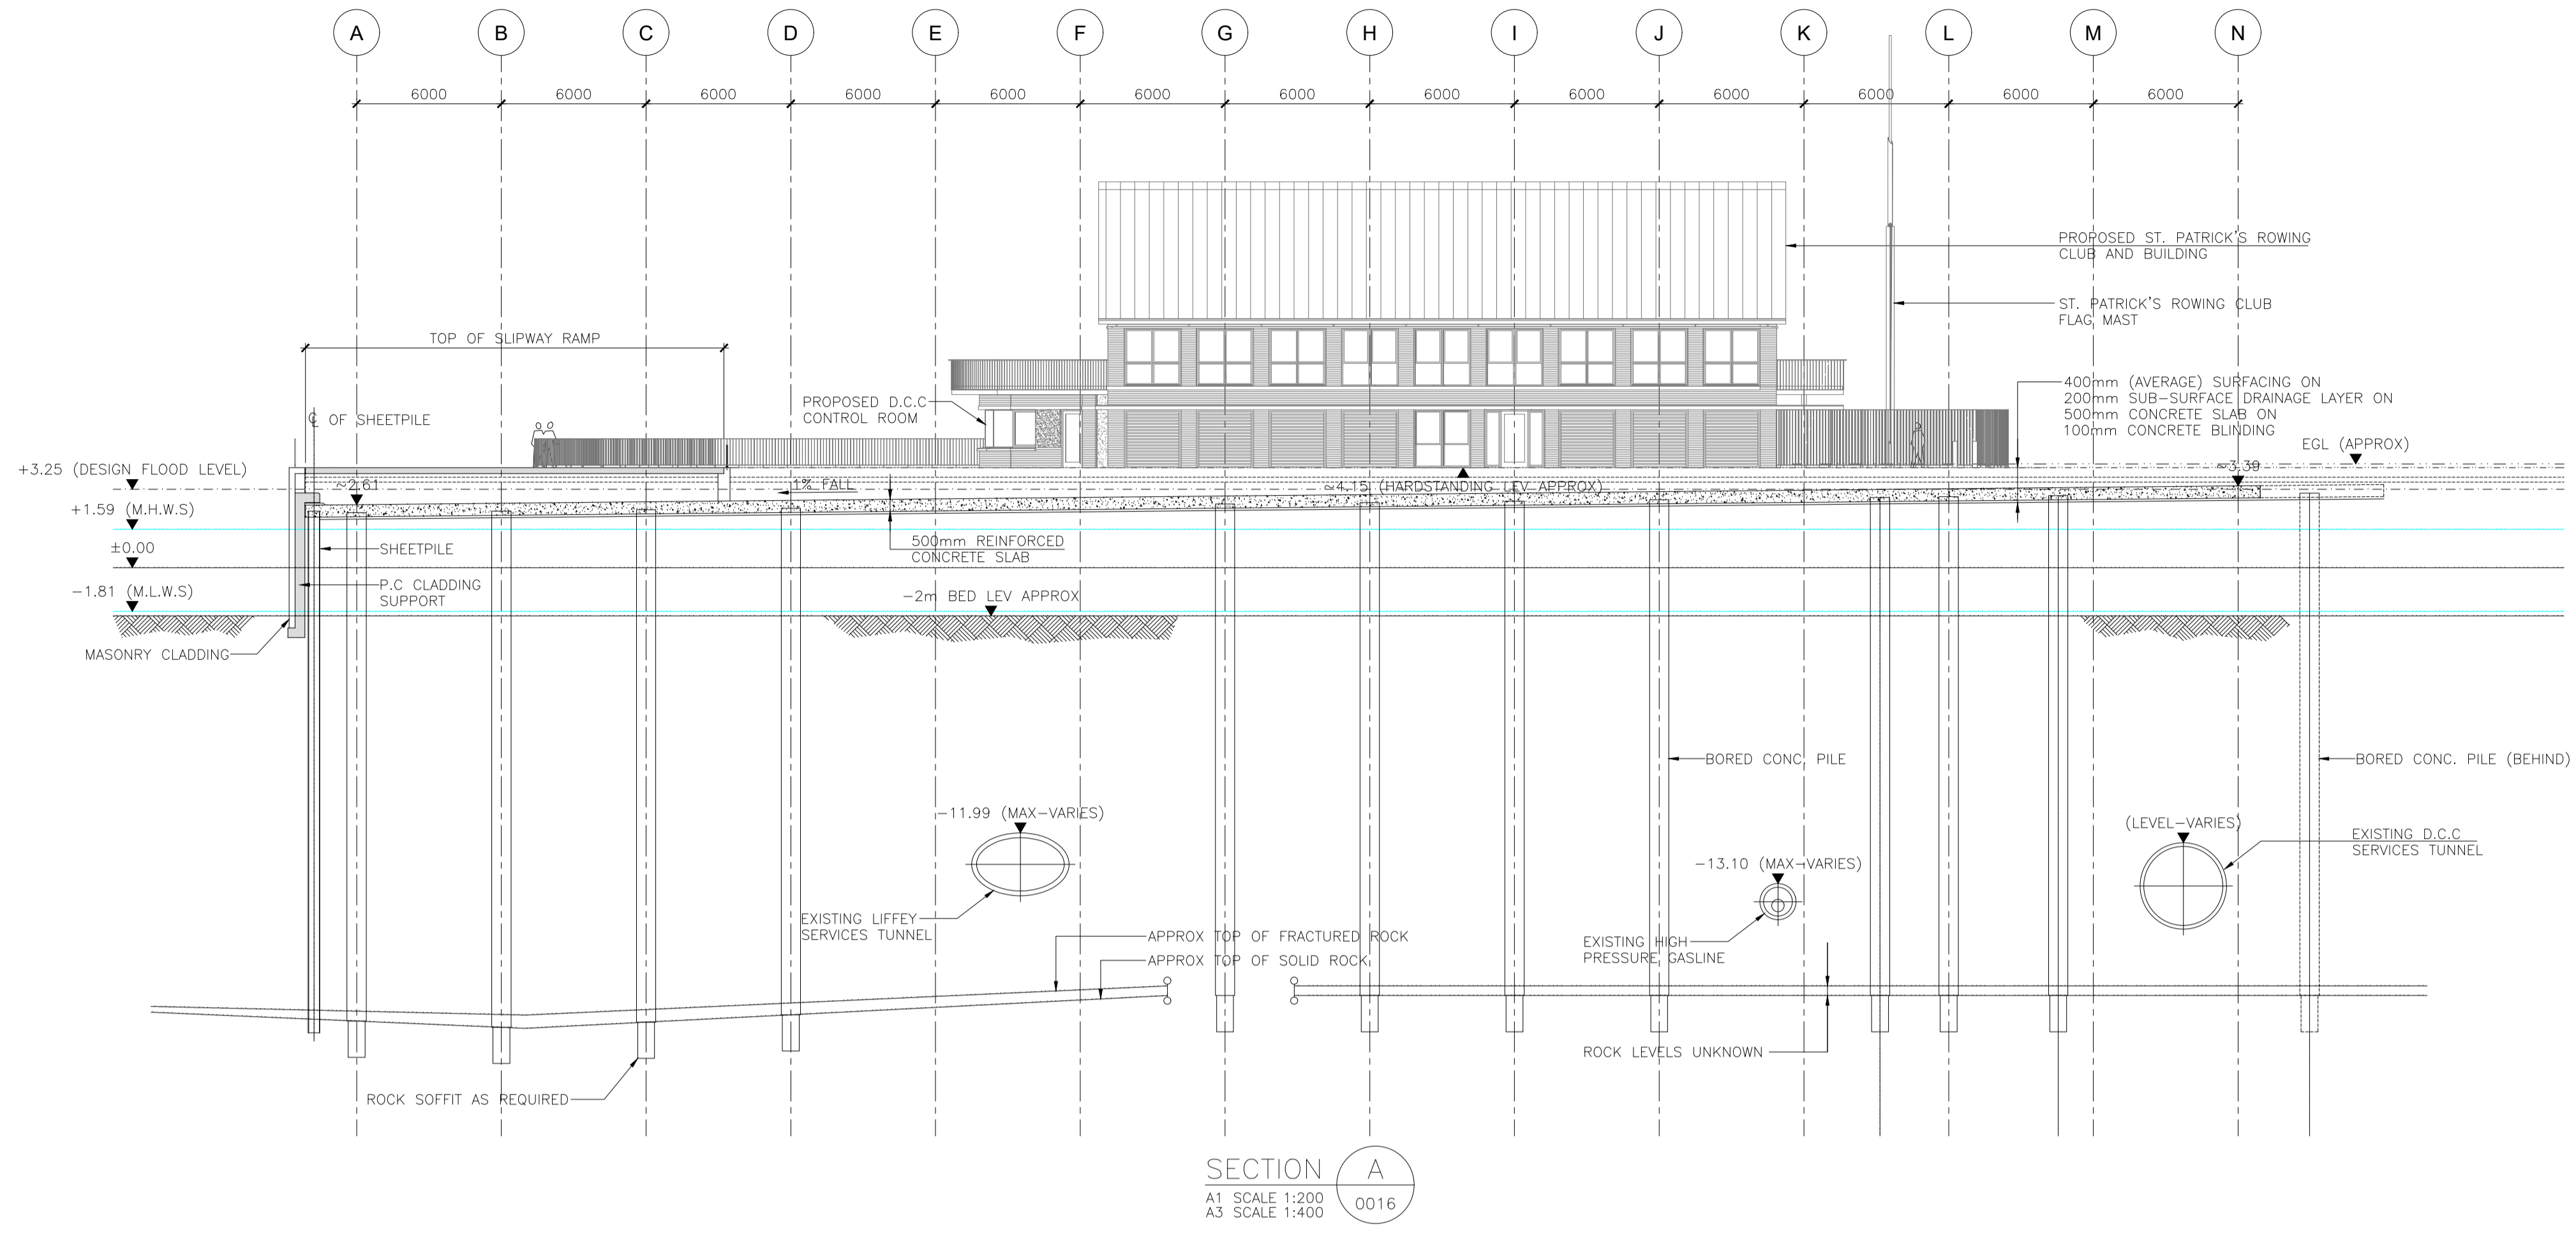 A B C D E F G H I J K L M N
6000 6000 6000 6000 6000 6000 6000 6000 6000 6000 6000 6000 6000
PROPOSED ST. PATRICK'S ROWING
CLUB AND BUILDING
ST. PATRICK'S ROWING CLUB
FLAG MAST
TOP OF SLIPWAY RAMP
400mm (AVERAGE) SURFACING ON
200mm SUB-SURFACE DRAINAGE LAYER ON
500mm CONCRETE SLAB ON
100mm CONCRETE BLINDING
PROPOSED D.C.C
CONTROL ROOM
℄ OF SHEETPILE
EGL (APPROX)
+3.25 (DESIGN FLOOD LEVEL)
~3.39
~2.61
1% FALL
~4.15 (HARDSTANDING LEV APPROX)
+1.59 (M.H.W.S)
500mm REINFORCED
CONCRETE SLAB
±0.00
SHEETPILE
P.C CLADDING
SUPPORT
-1.81 (M.L.W.S)
-2m BED LEV APPROX
MASONRY CLADDING
BORED CONC. PILE
BORED CONC. PILE (BEHIND)
-11.99 (MAX-VARIES)
(LEVEL-VARIES)
EXISTING D.C.C
SERVICES TUNNEL
-13.10 (MAX-VARIES)
EXISTING LIFFEY
SERVICES TUNNEL
APPROX TOP OF FRACTURED ROCK
APPROX TOP OF SOLID ROCK
EXISTING HIGH
PRESSURE GASLINE
ROCK LEVELS UNKNOWN
ROCK SOFFIT AS REQUIRED
SECTION A
A1 SCALE 1:200
A3 SCALE 1:400
0016